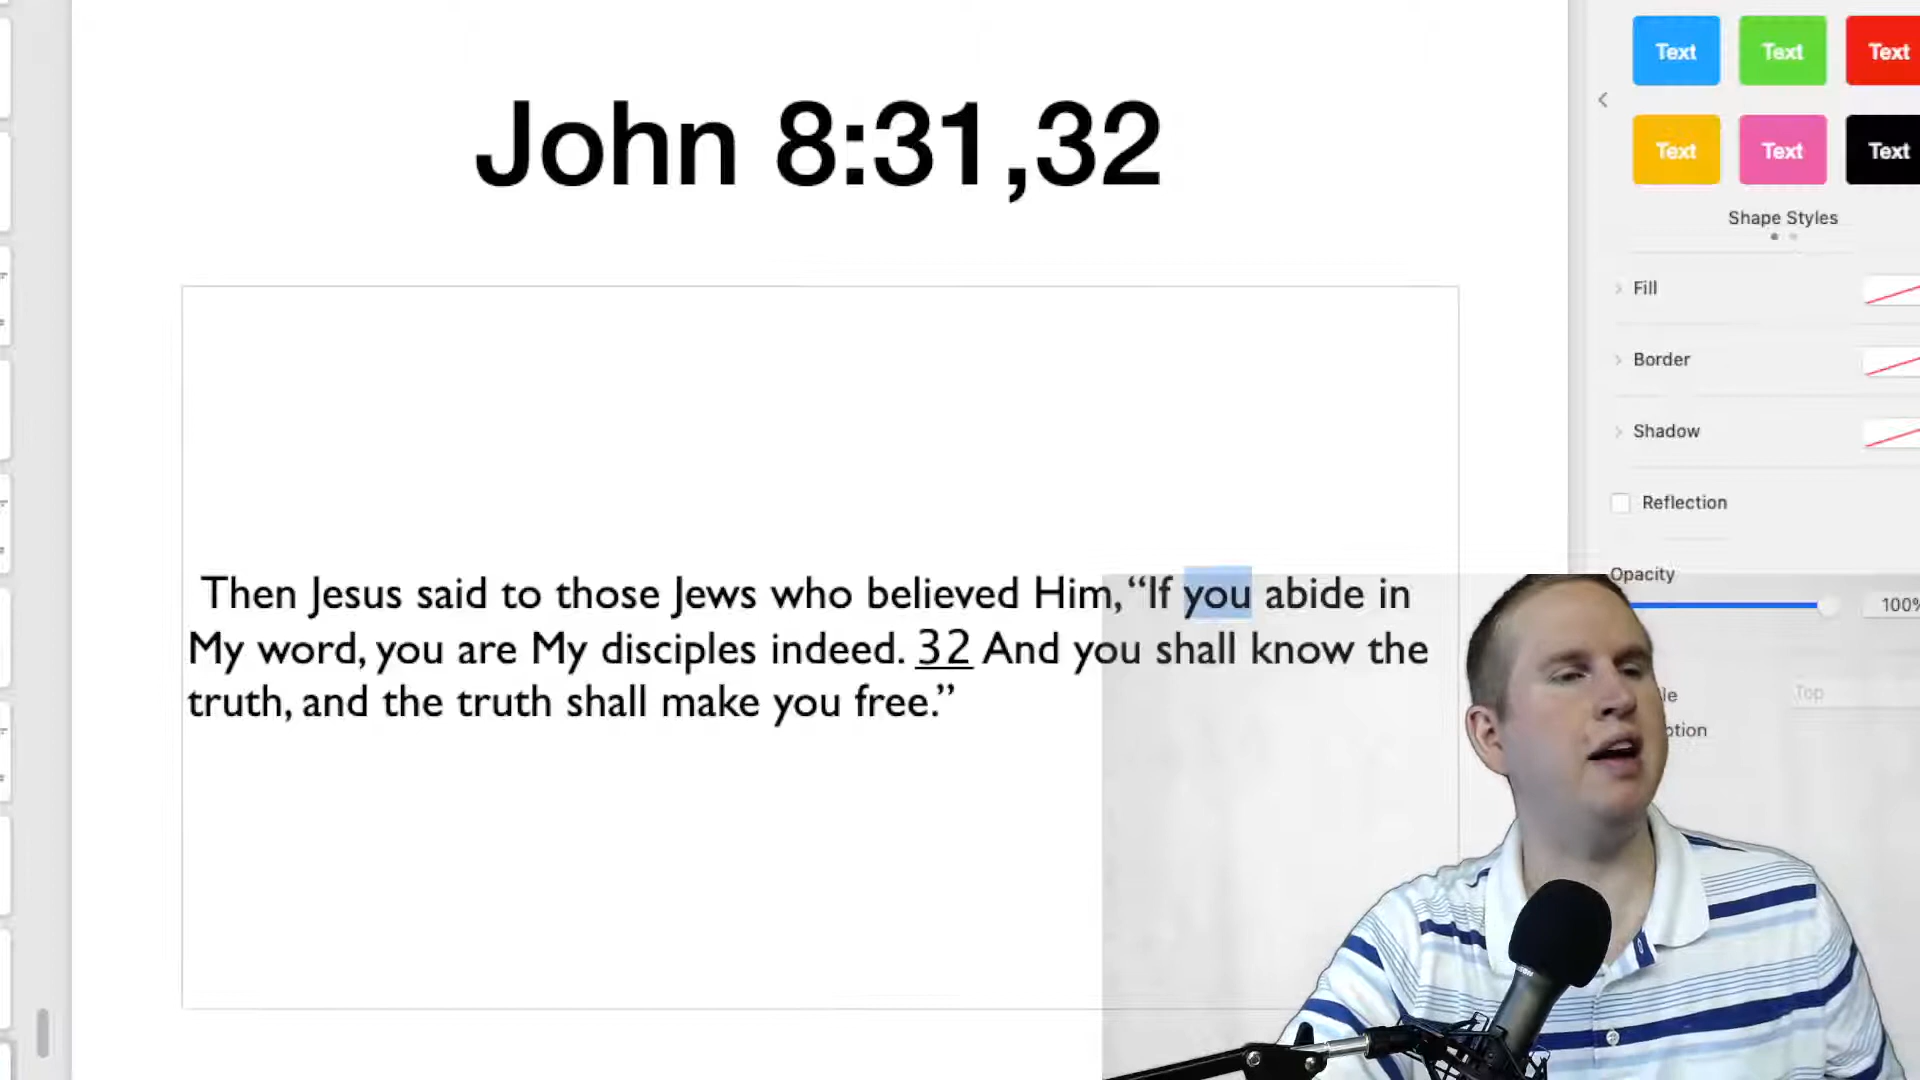 John 8:31,32
Then Jesus said to those Jews who believed Him, “If you abide in
My word, you are My disciples indeed. 32 And you shall know the
truth, and the truth shall make you free.”
Text Text Text
Text Text Text
Shape Styles
Fill
Border
Shadow
Reflection
Opacity
100%
Top